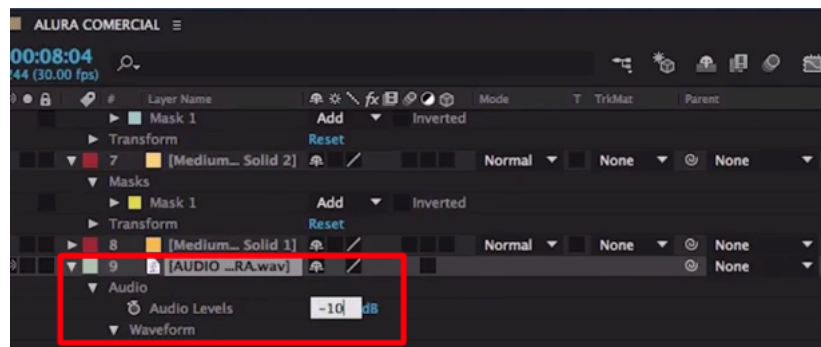 ALURA COMERCIAL
00:08:04
244 (30.00 fps)
# Layer Name fx Mode T TrkMat Parent
Mask 1 Add Inverted
Transform Reset
7 [Medium... Solid 2] Normal None None
Masks
Mask 1 Add Inverted
Transform Reset
8 [Medium... Solid 1] Normal None None
9 [AUDIO ...RA.wav] None
Audio
Audio Levels -10 dB
Waveform